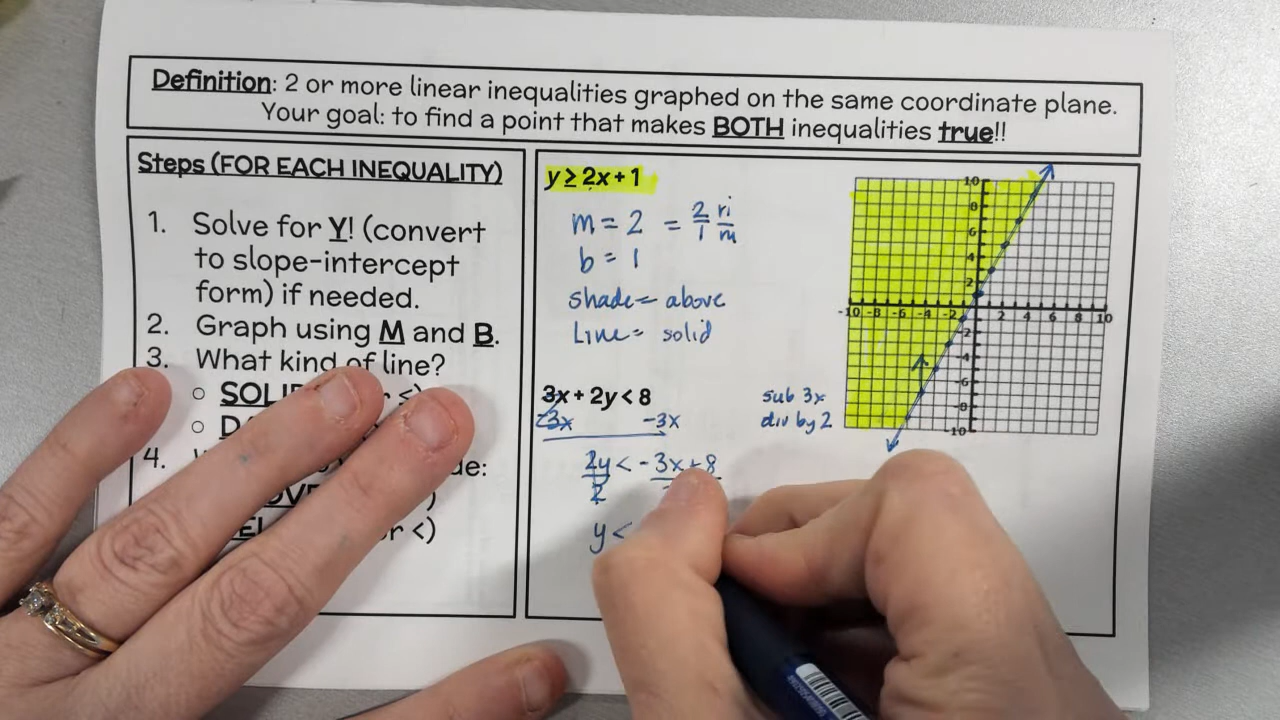 Definition: 2 or more linear inequalities graphed on the same coordinate plane.
Your goal: to find a point that makes BOTH inequalities true!!
Steps (FOR EACH INEQUALITY)
1. Solve for Y! (convert
to slope-intercept
form) if needed.
2. Graph using M and B.
3. What kind of line?
4.
de:
r <)
y ≥ 2x + 1
m = 2 = 2/1 ri/m
b = 1
shade = above
Line = solid
3x + 2y < 8
-3x -3x
2y < -3x + 8
2
y <
sub 3x
div by 2
10
8
6
4
2
-10 -8 -6 -4 -2 2 4 6 8 10
-2
-4
-6
-8
-10